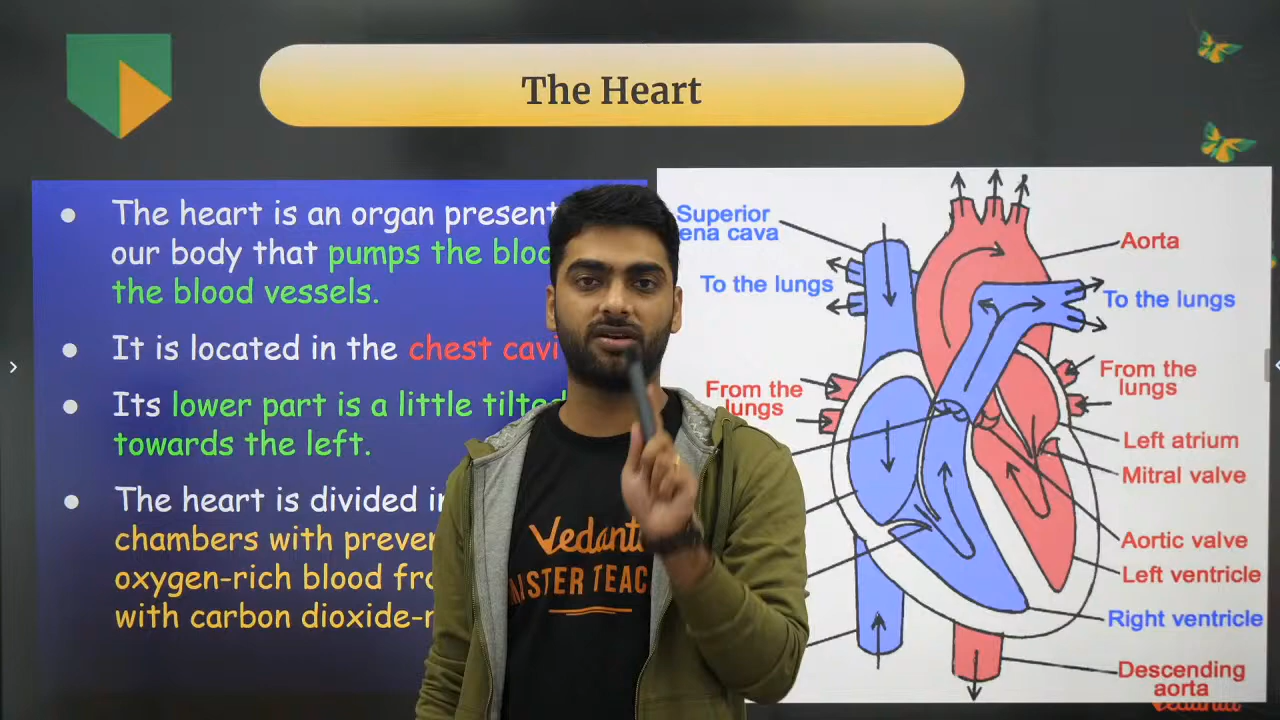 The Heart
The heart is an organ present
our body that pumps the bloo
the blood vessels.
It is located in the chest cavi
Its lower part is a little tilted
towards the left.
The heart is divided in
chambers with preven
oxygen-rich blood fro
with carbon dioxide-r
Superior
ena cava
To the lungs
From the
lungs
Aorta
To the lungs
From the
lungs
Left atrium
Mitral valve
Aortic valve
Left ventricle
Right ventricle
Descending
aorta
Vedant
STER TEAC